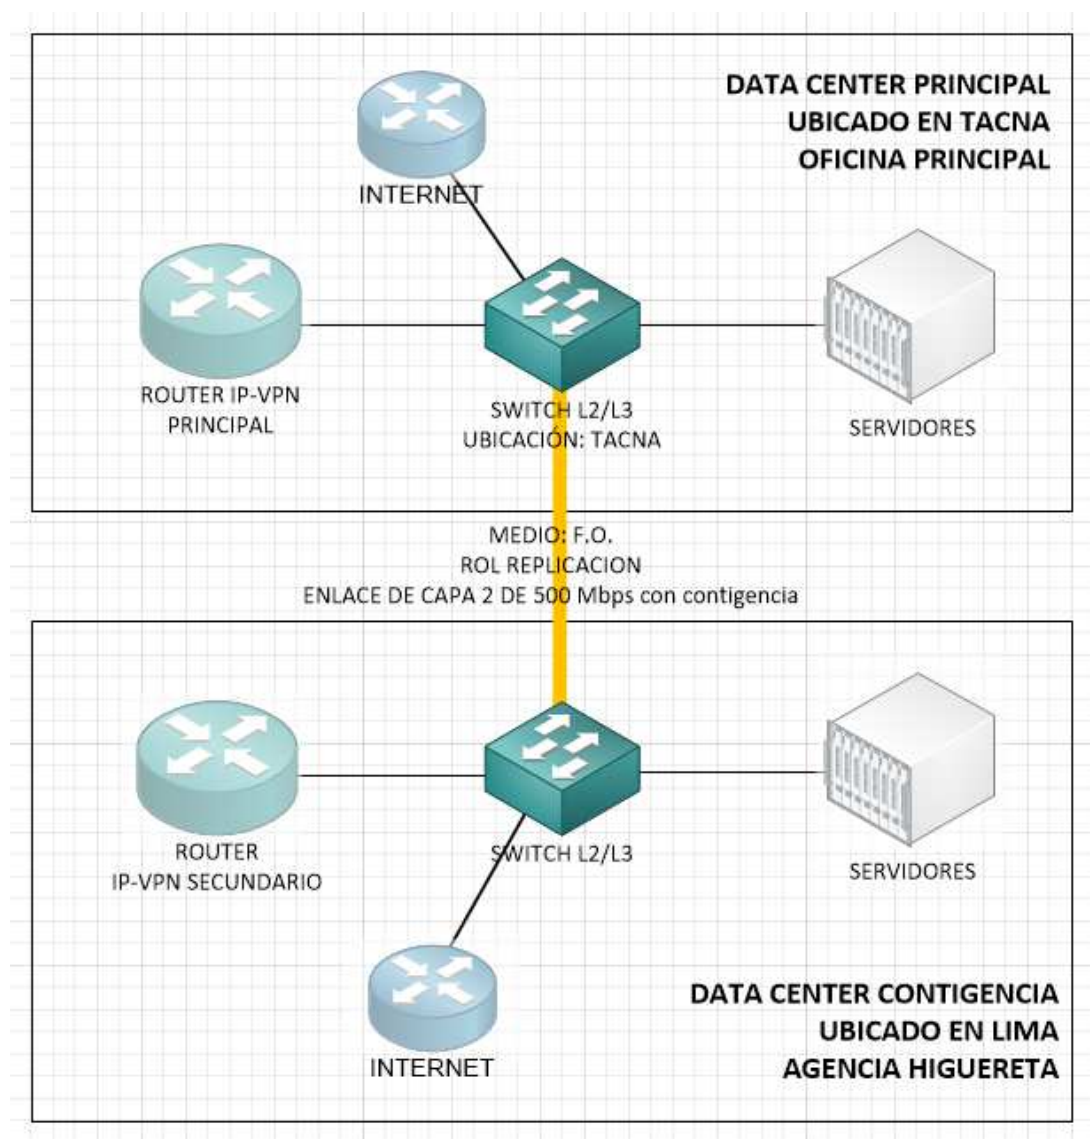 DATA CENTER PRINCIPAL
UBICADO EN TACNA
OFICINA PRINCIPAL
INTERNET
ROUTER IP-VPN
PRINCIPAL
SWITCH L2/L3
UBICACIÓN: TACNA
SERVIDORES
MEDIO: F.O.
ROL REPLICACION
ENLACE DE CAPA 2 DE 500 Mbps con contigencia
ROUTER
IP-VPN SECUNDARIO
SWITCH L2/L3
SERVIDORES
INTERNET
DATA CENTER CONTIGENCIA
UBICADO EN LIMA
AGENCIA HIGUERETA